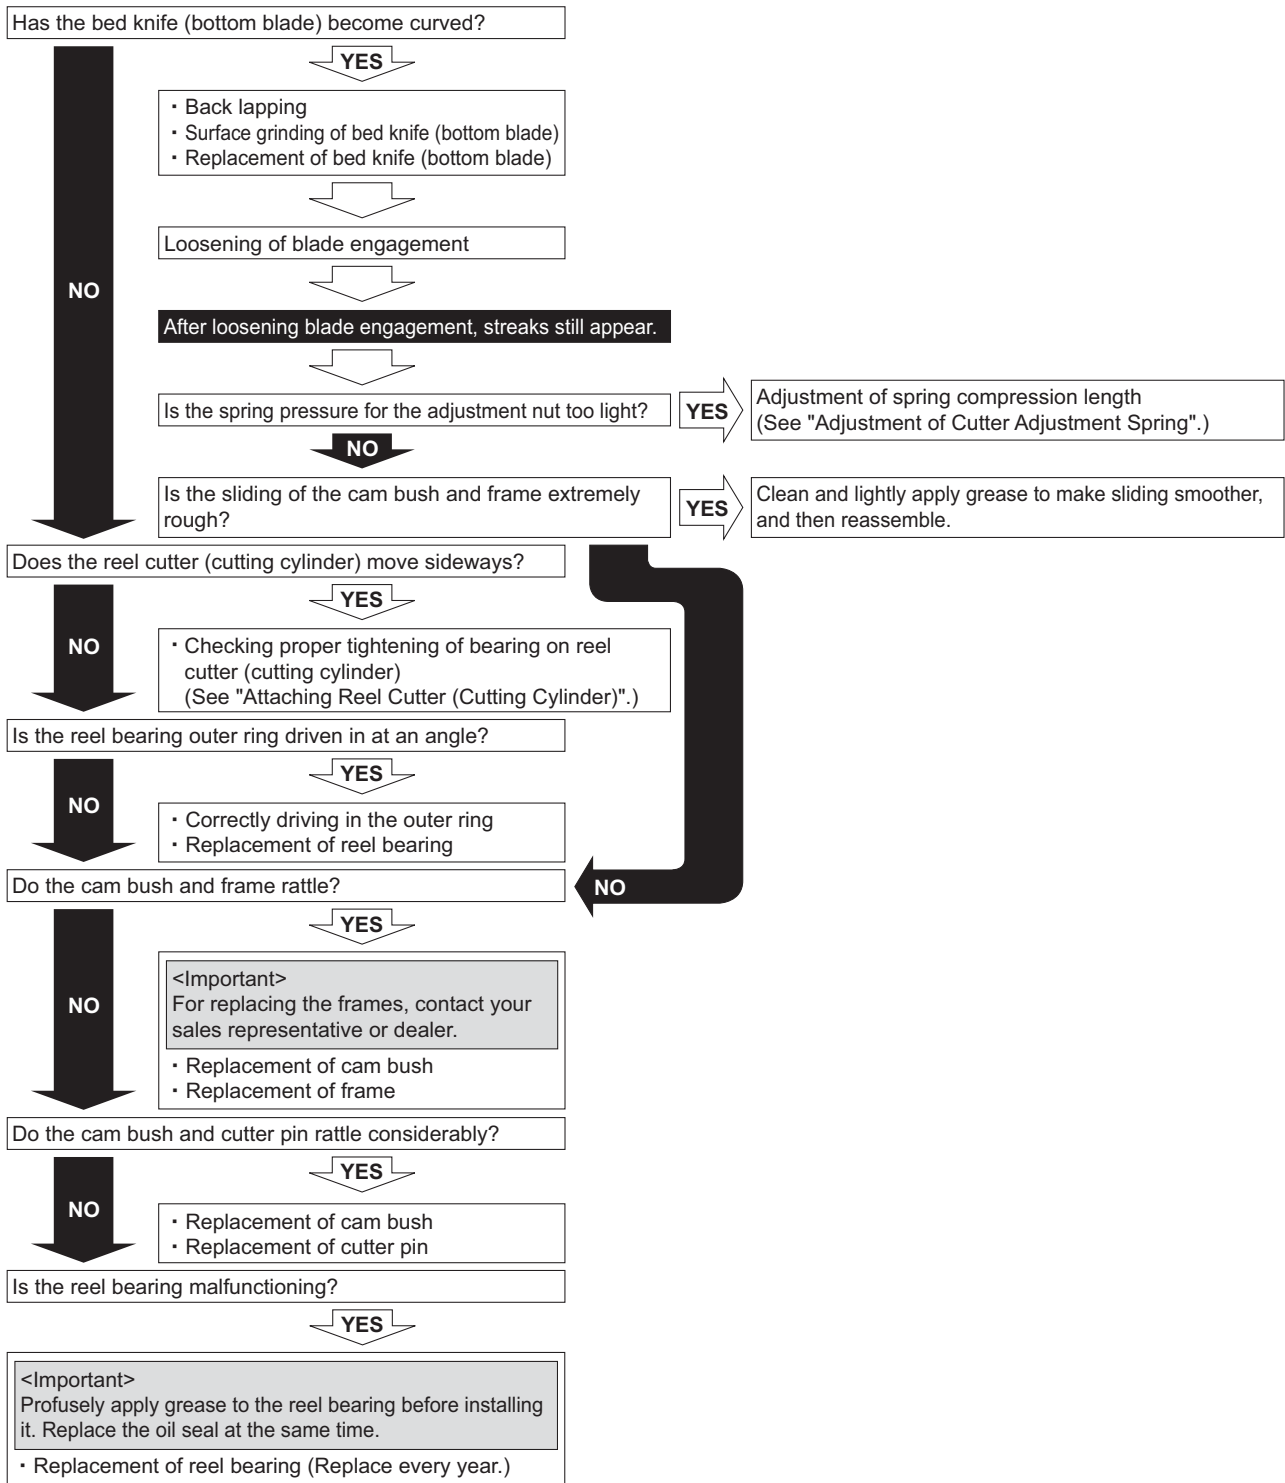 Has the bed knife (bottom blade) become curved?
YES
・Back lapping
・Surface grinding of bed knife (bottom blade)
・Replacement of bed knife (bottom blade)
Loosening of blade engagement
NO
After loosening blade engagement, streaks still appear.
Is the spring pressure for the adjustment nut too light?
YES
Adjustment of spring compression length
(See "Adjustment of Cutter Adjustment Spring".)
NO
Is the sliding of the cam bush and frame extremely
rough?
YES
Clean and lightly apply grease to make sliding smoother,
and then reassemble.
Does the reel cutter (cutting cylinder) move sideways?
YES
NO
・Checking proper tightening of bearing on reel
cutter (cutting cylinder)
(See "Attaching Reel Cutter (Cutting Cylinder)".)
Is the reel bearing outer ring driven in at an angle?
YES
NO
・Correctly driving in the outer ring
・Replacement of reel bearing
Do the cam bush and frame rattle?
NO
YES
<Important>
For replacing the frames, contact your
sales representative or dealer.
NO
・Replacement of cam bush
・Replacement of frame
Do the cam bush and cutter pin rattle considerably?
YES
NO
・Replacement of cam bush
・Replacement of cutter pin
Is the reel bearing malfunctioning?
YES
<Important>
Profusely apply grease to the reel bearing before installing
it. Replace the oil seal at the same time.
・Replacement of reel bearing (Replace every year.)